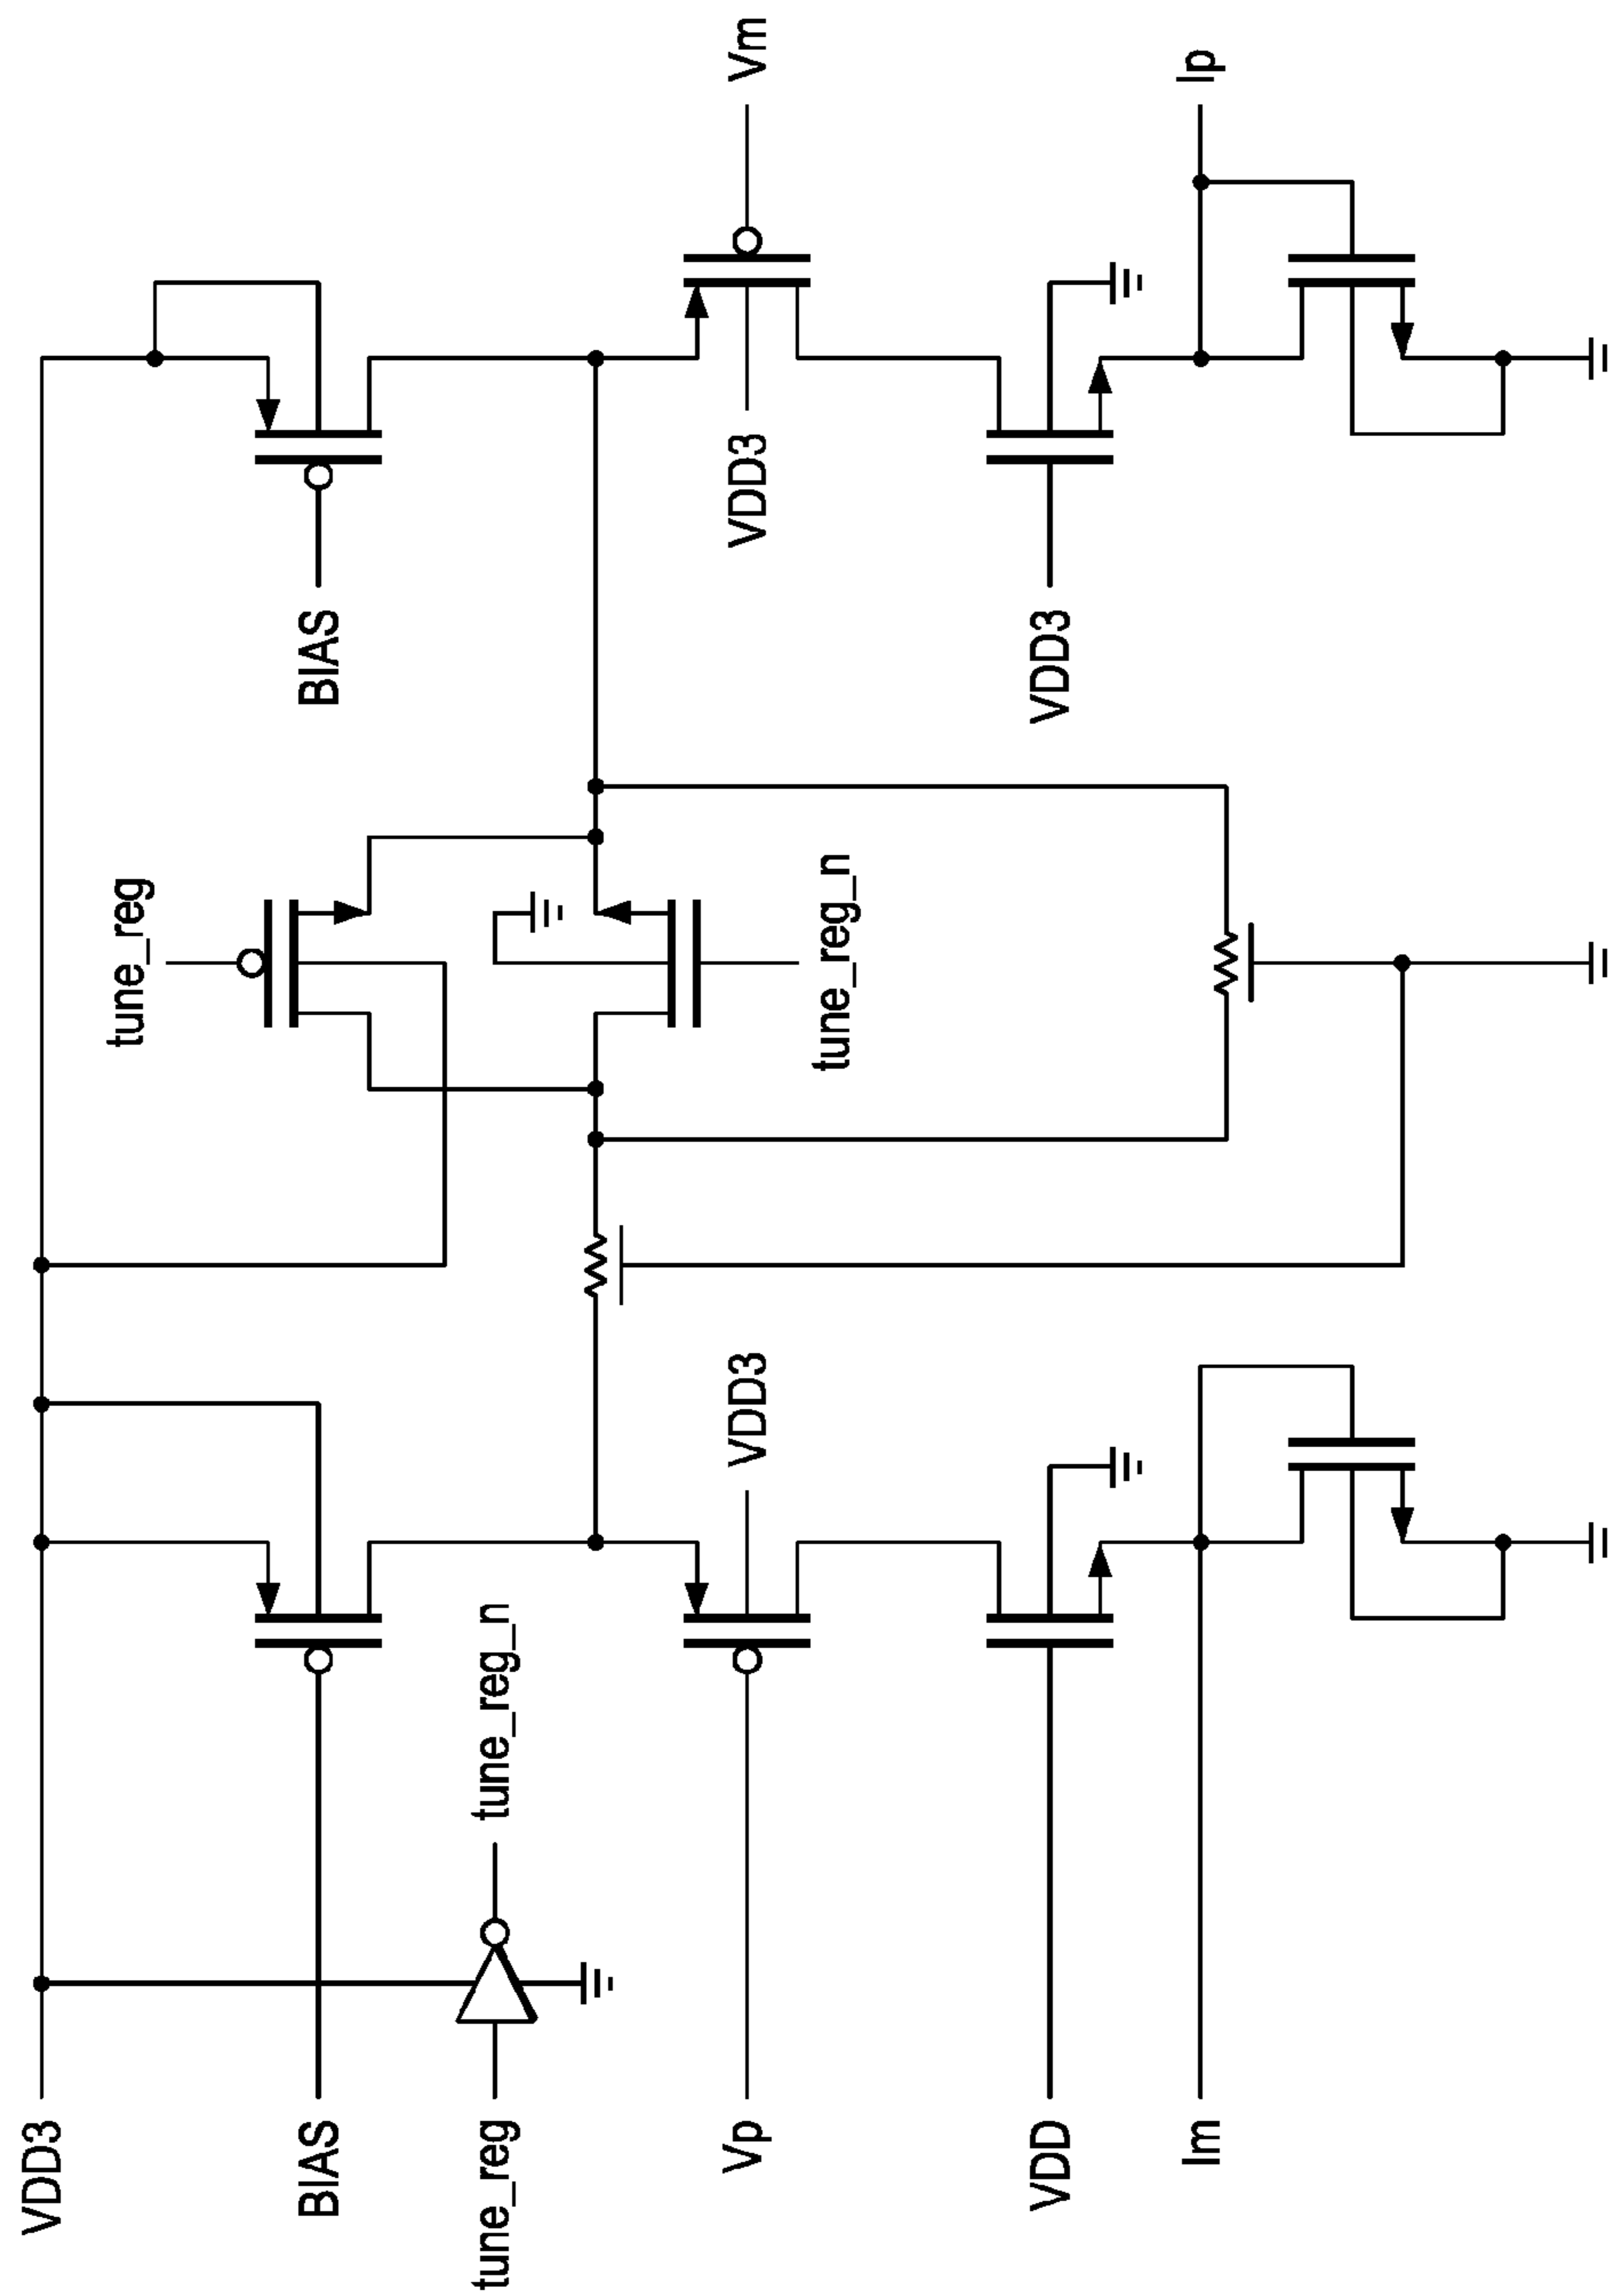 VDD3
BIAS
tune_reg
tune_reg_n
Vp
VDD3
VDD
Im
tune_reg
tune_reg_n
BIAS
VDD3
VDD3
Vm
Ip